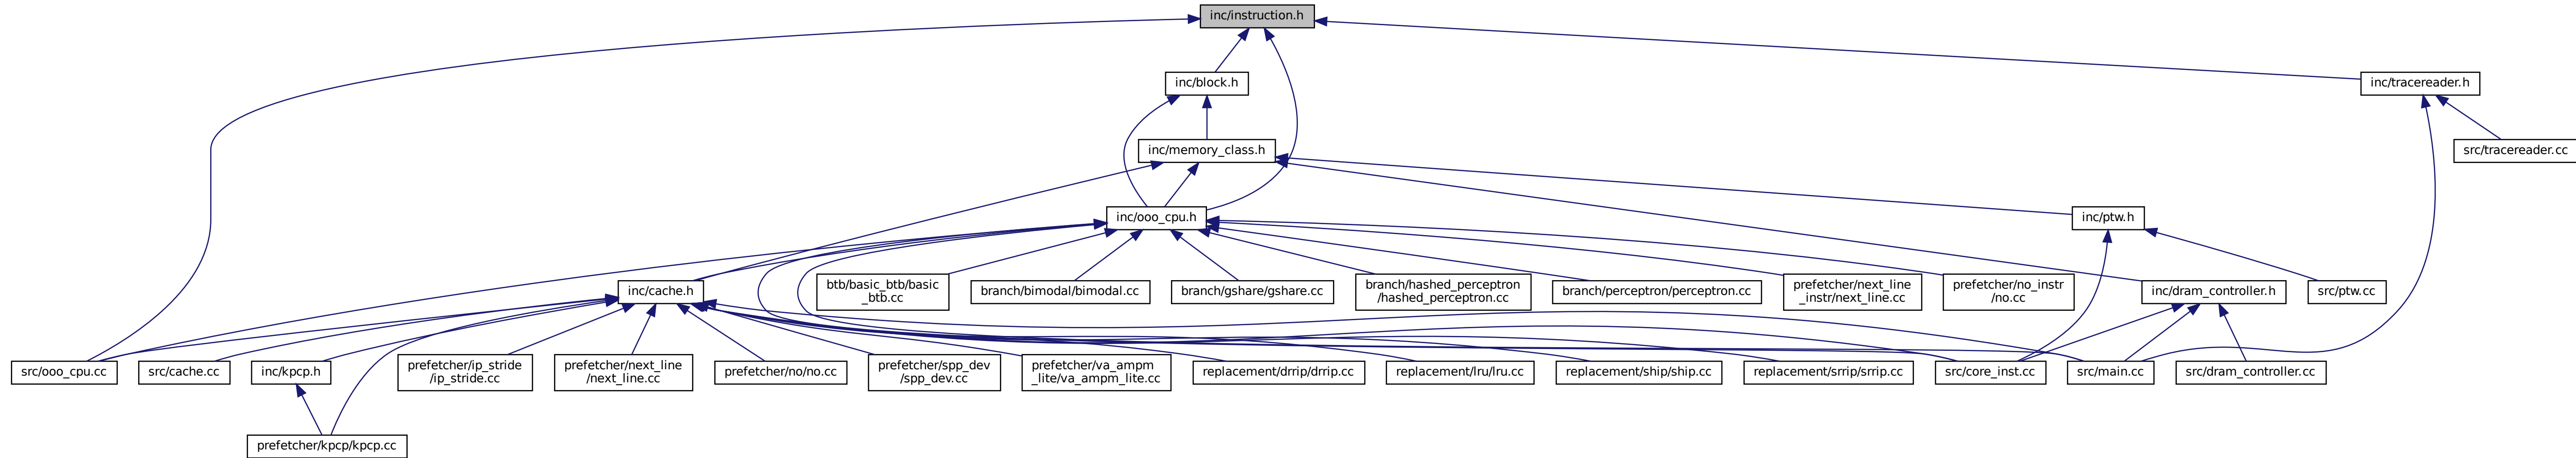 inc/instruction.h
inc/block.h
inc/tracereader.h
inc/memory_class.h
src/tracereader.cc
inc/ooo_cpu.h
inc/ptw.h
inc/cache.h
btb/basic_btb/basic
_btb.cc
branch/bimodal/bimodal.cc
branch/gshare/gshare.cc
branch/hashed_perceptron
/hashed_perceptron.cc
branch/perceptron/perceptron.cc
prefetcher/next_line
_instr/next_line.cc
prefetcher/no_instr
/no.cc
inc/dram_controller.h
src/ptw.cc
src/ooo_cpu.cc
src/cache.cc
inc/kpcp.h
prefetcher/ip_stride
/ip_stride.cc
prefetcher/next_line
/next_line.cc
prefetcher/no/no.cc
prefetcher/spp_dev
/spp_dev.cc
prefetcher/va_ampm
_lite/va_ampm_lite.cc
replacement/drrip/drrip.cc
replacement/lru/lru.cc
replacement/ship/ship.cc
replacement/srrip/srrip.cc
src/core_inst.cc
src/main.cc
src/dram_controller.cc
prefetcher/kpcp/kpcp.cc